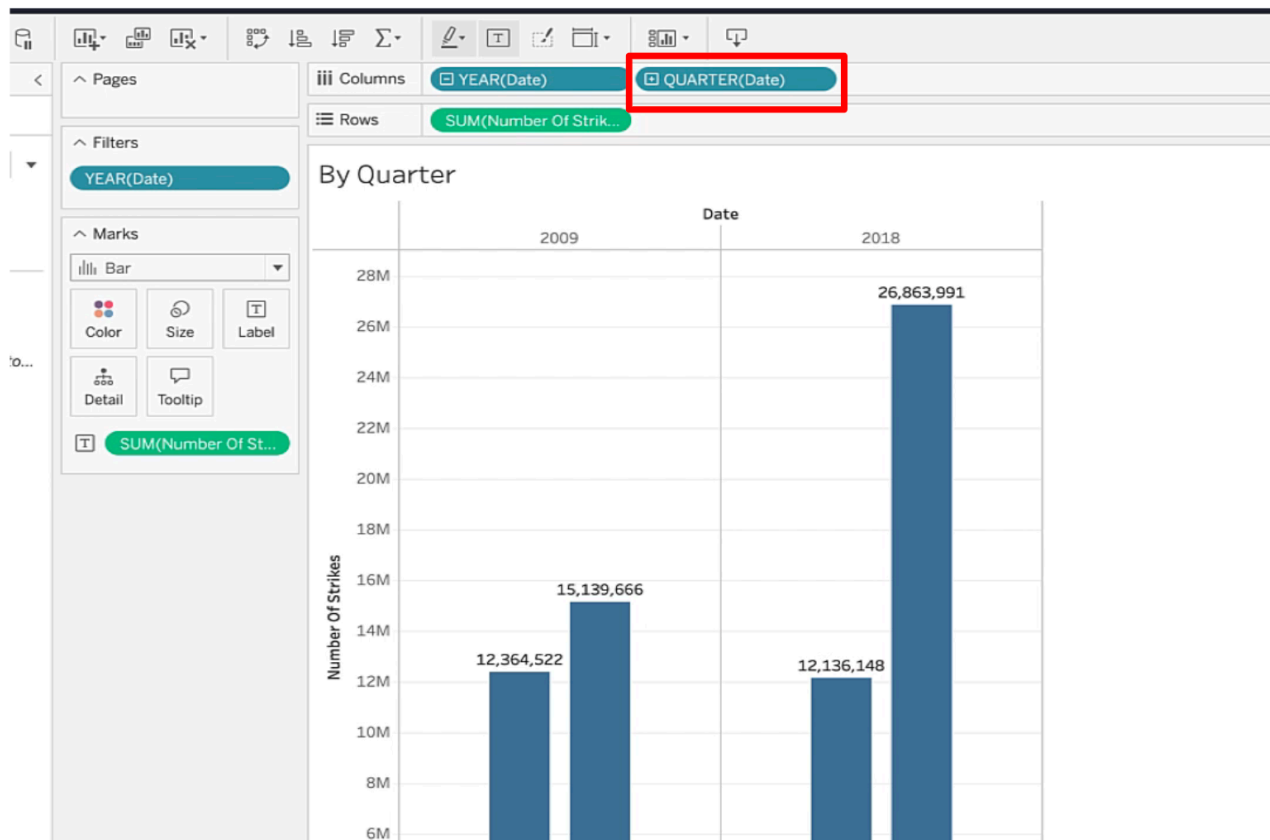 Pages
Columns
YEAR(Date)
QUARTER(Date)
Rows
SUM(Number Of Strik...
Filters
YEAR(Date)
By Quarter
Marks
Date
2009
2018
Bar
Color
Size
Label
Detail
Tooltip
SUM(Number Of St...
to...
28M
26M
24M
22M
20M
18M
16M
14M
12M
10M
8M
6M
Number Of Strikes
12,364,522
15,139,666
12,136,148
26,863,991